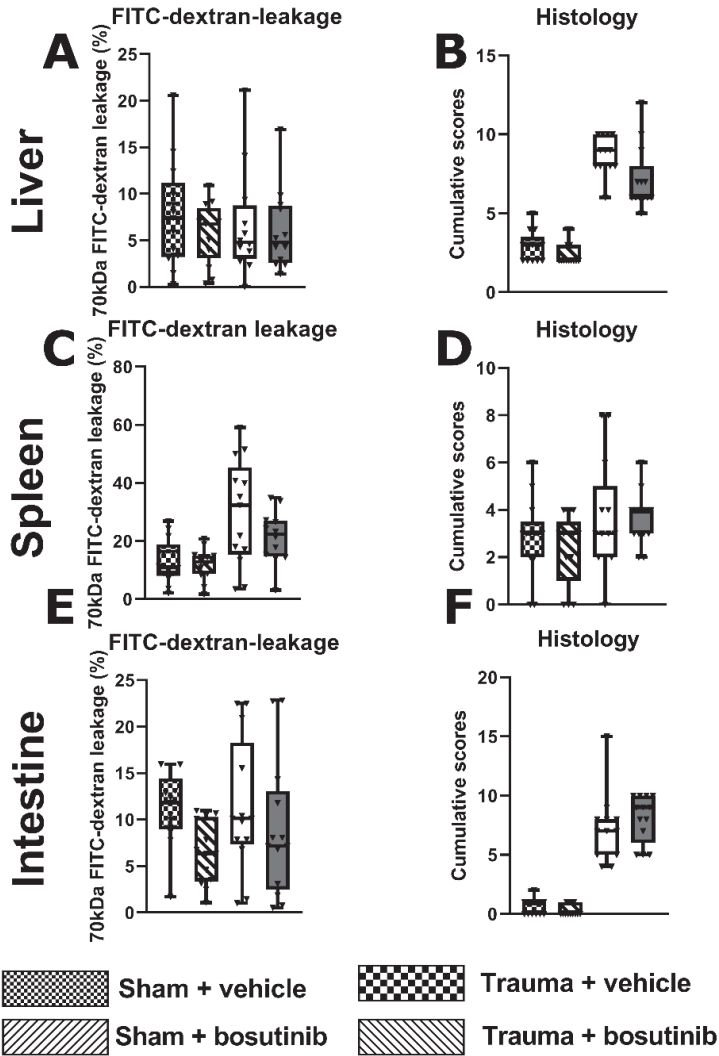 FITC-dextran-leakage
Histology
A
B
Liver
70kDa FITC-dextran leakage (%)
25
20
15
10
5
0
Cumulative scores
15
10
5
0
FITC-dextran leakage
Histology
C
D
Spleen
70kDa FITC-dextran leakage (%)
80
60
40
20
0
Cumulative scores
10
8
6
4
2
0
E
F
FITC-dextran-leakage
Histology
Intestine
70kDa FITC-dextran leakage (%)
25
20
15
10
5
0
Cumulative scores
20
15
10
5
0
Sham + vehicle
Trauma + vehicle
Sham + bosutinib
Trauma + bosutinib